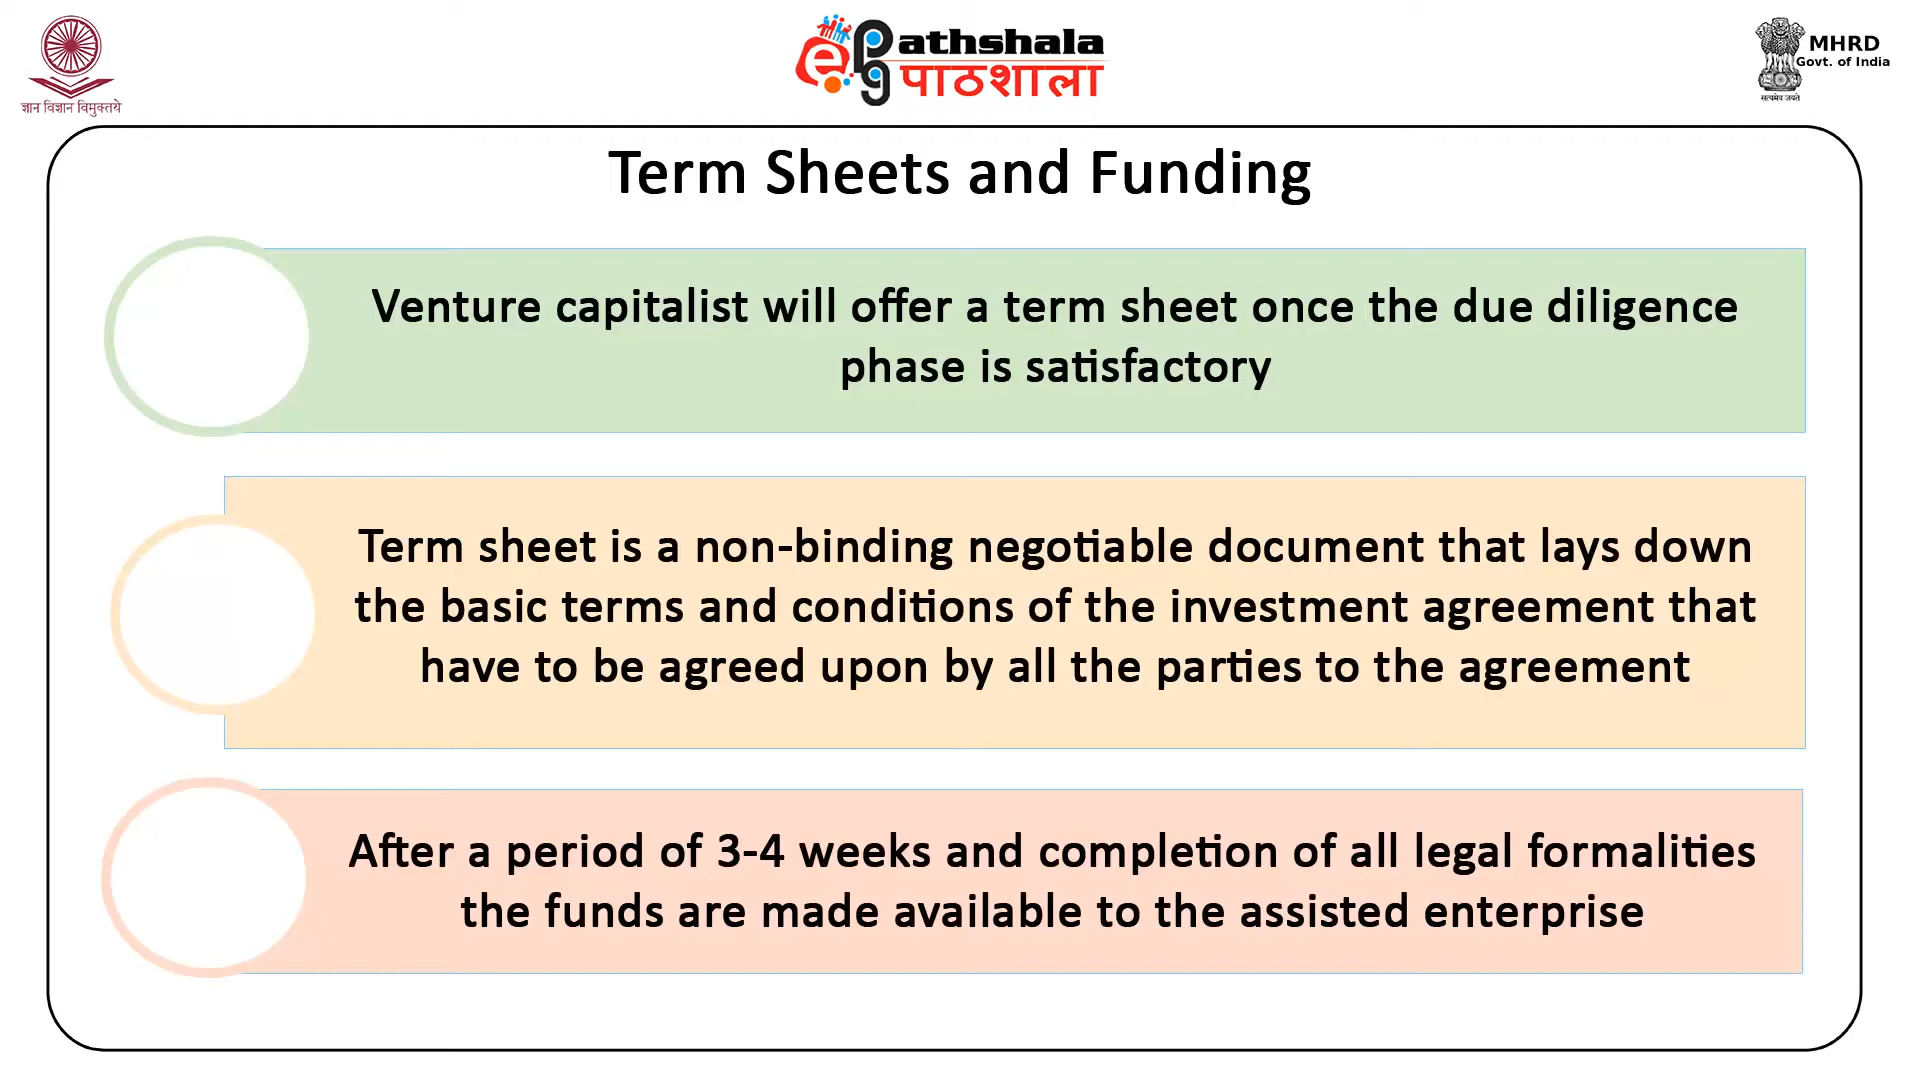 ज्ञान विज्ञान विमुक्तये
e
PG
athshala
पाठशाला
MHRD
Govt. of India
सत्यमेव जयते
Term Sheets and Funding
Venture capitalist will offer a term sheet once the due diligence
phase is satisfactory
Term sheet is a non-binding negotiable document that lays down
the basic terms and conditions of the investment agreement that
have to be agreed upon by all the parties to the agreement
After a period of 3-4 weeks and completion of all legal formalities
the funds are made available to the assisted enterprise